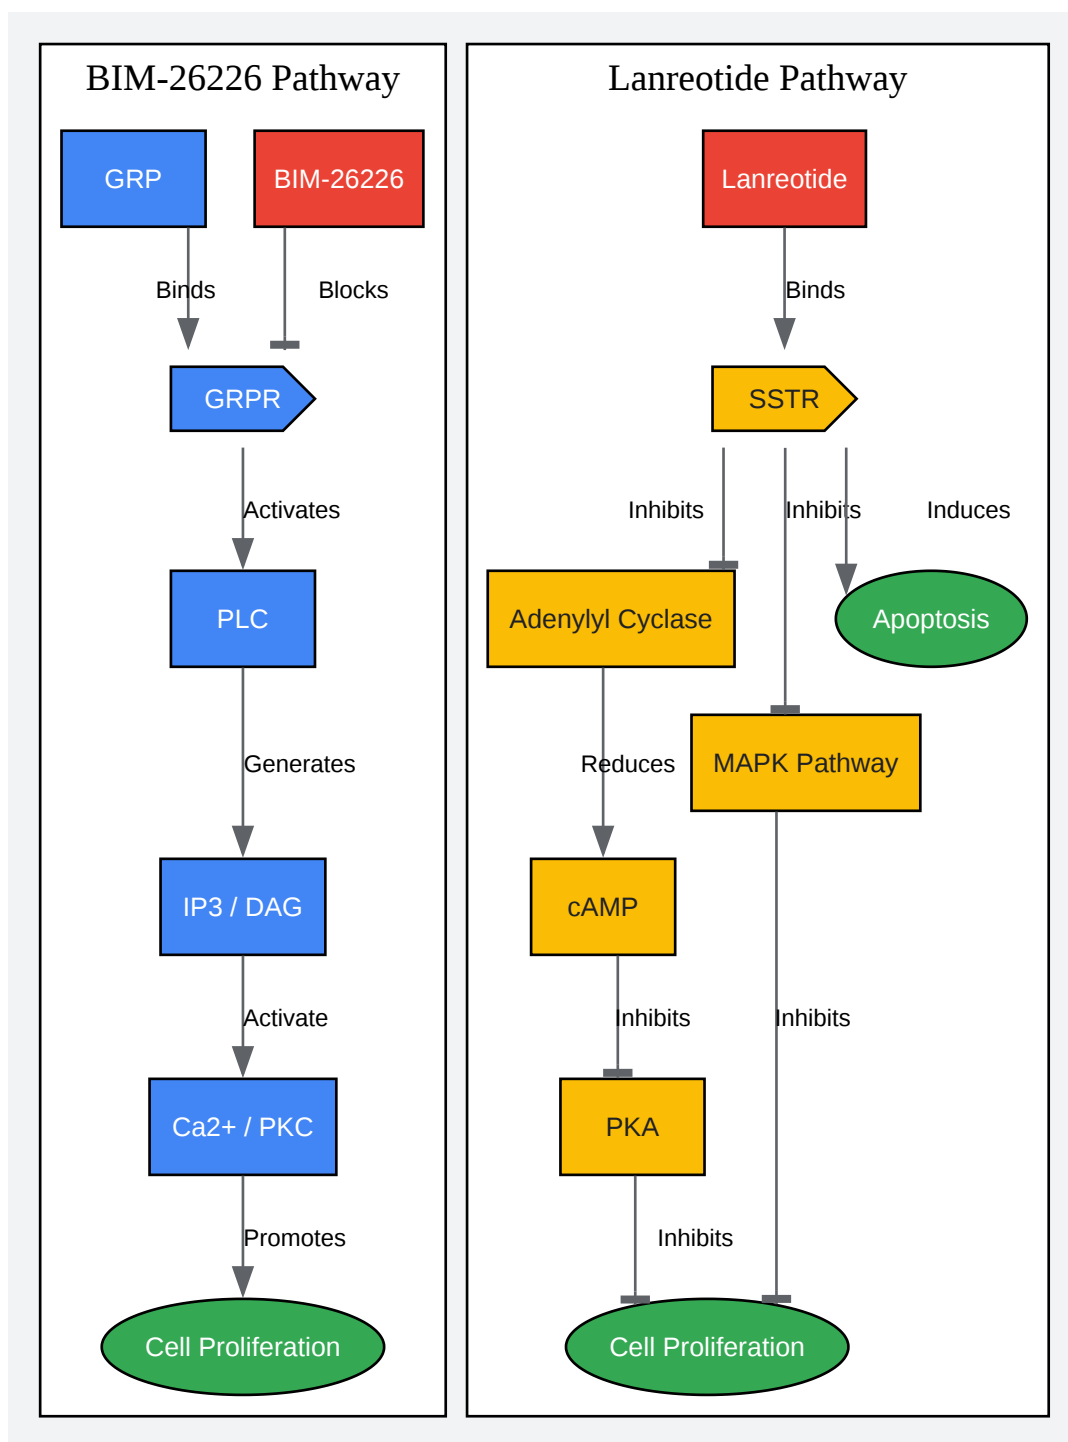 BIM-26226 Pathway
GRP
BIM-26226
Binds
Blocks
GRPR
Activates
PLC
Generates
IP3 / DAG
Activate
Ca2+ / PKC
Promotes
Cell Proliferation
Lanreotide Pathway
Lanreotide
Binds
SSTR
Inhibits
Inhibits
Induces
Adenylyl Cyclase
Apoptosis
Reduces
MAPK Pathway
cAMP
Inhibits
Inhibits
PKA
Inhibits
Cell Proliferation